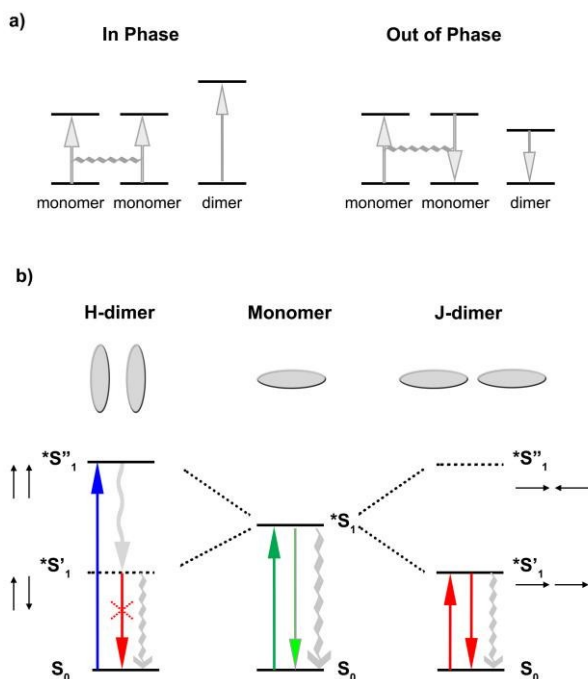 a)
In Phase
Out of Phase
monomer monomer dimer
monomer monomer dimer
b)
H-dimer
Monomer
J-dimer
*S"₁
*S"₁
*S₁
*S'₁
*S'₁
S₀
S₀
S₀